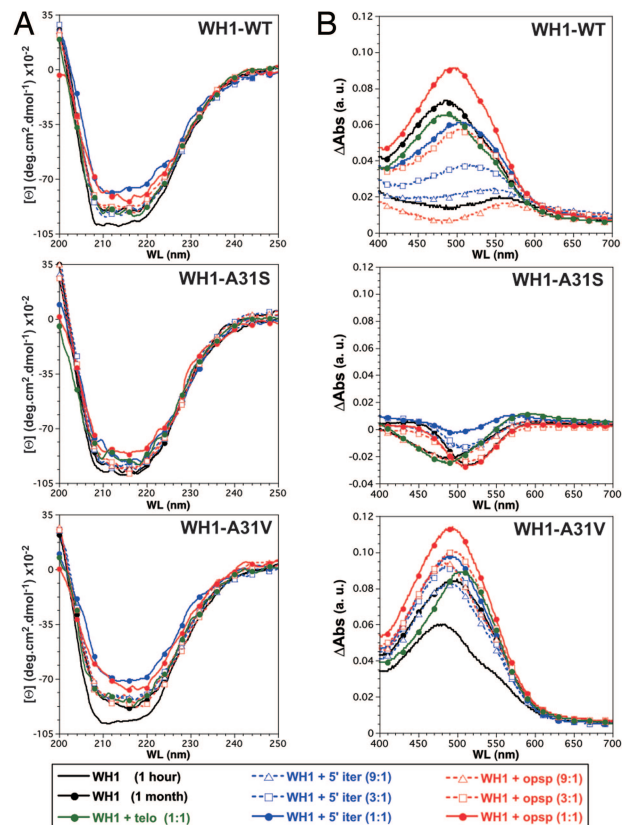 A
B
WH1-WT
[Θ] (deg.cm2.dmol-1) x10-2
35
0
-35
-70
-105
200 210 220 230 240 250
WL (nm)
WH1-WT
ΔAbs (a. u.)
0.12
0.10
0.08
0.06
0.04
0.02
0
400 450 500 550 600 650 700
WL (nm)
WH1-A31S
[Θ] (deg.cm2.dmol-1) x10-2
35
0
-35
-70
-105
200 210 220 230 240 250
WL (nm)
WH1-A31S
ΔAbs (a. u.)
0.12
0.10
0.08
0.06
0.04
0.02
0
-0.02
-0.04
400 450 500 550 600 650 700
WL (nm)
WH1-A31V
[Θ] (deg.cm2.dmol-1) x10-2
35
0
-35
-70
-105
200 210 220 230 240 250
WL (nm)
WH1-A31V
ΔAbs (a. u.)
0.12
0.10
0.08
0.06
0.04
0.02
0
400 450 500 550 600 650 700
WL (nm)
WH1 (1 hour)
WH1 + 5' iter (9:1)
WH1 + opsp (9:1)
WH1 (1 month)
WH1 + 5' iter (3:1)
WH1 + opsp (3:1)
WH1 + telo (1:1)
WH1 + 5' iter (1:1)
WH1 + opsp (1:1)